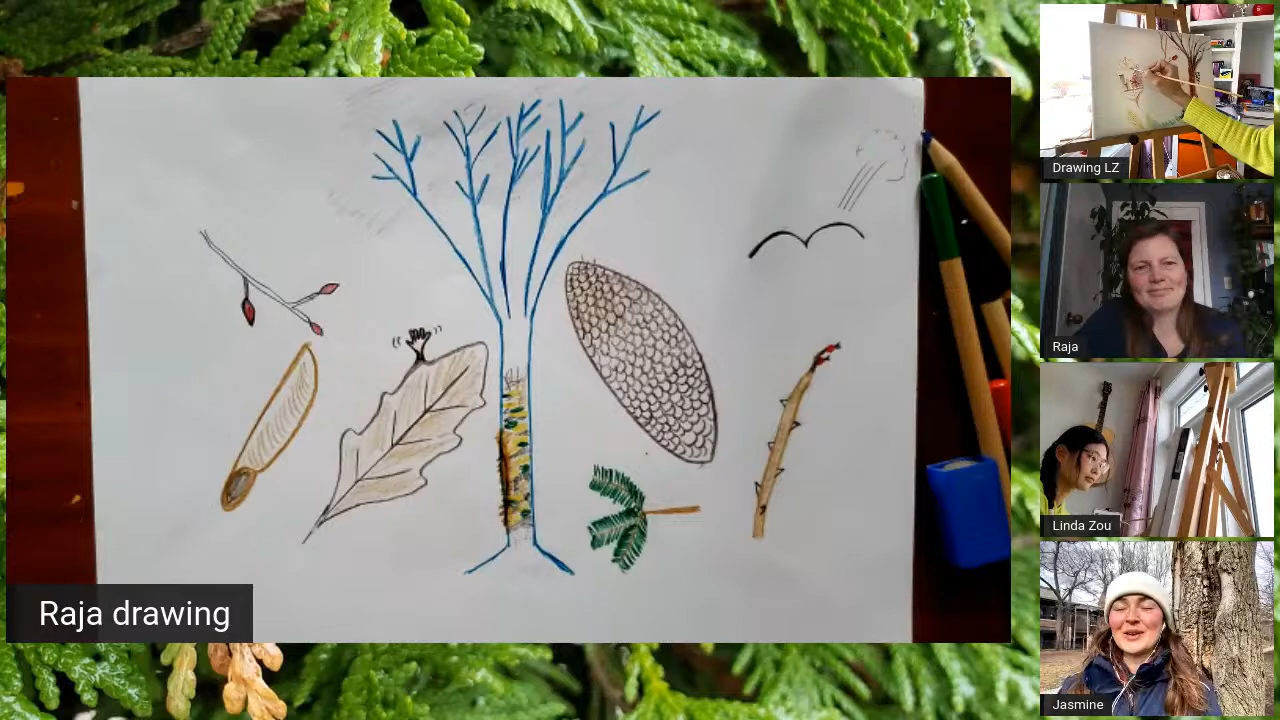 Drawing LZ
Raja
Linda Zou
Jasmine
Raja drawing